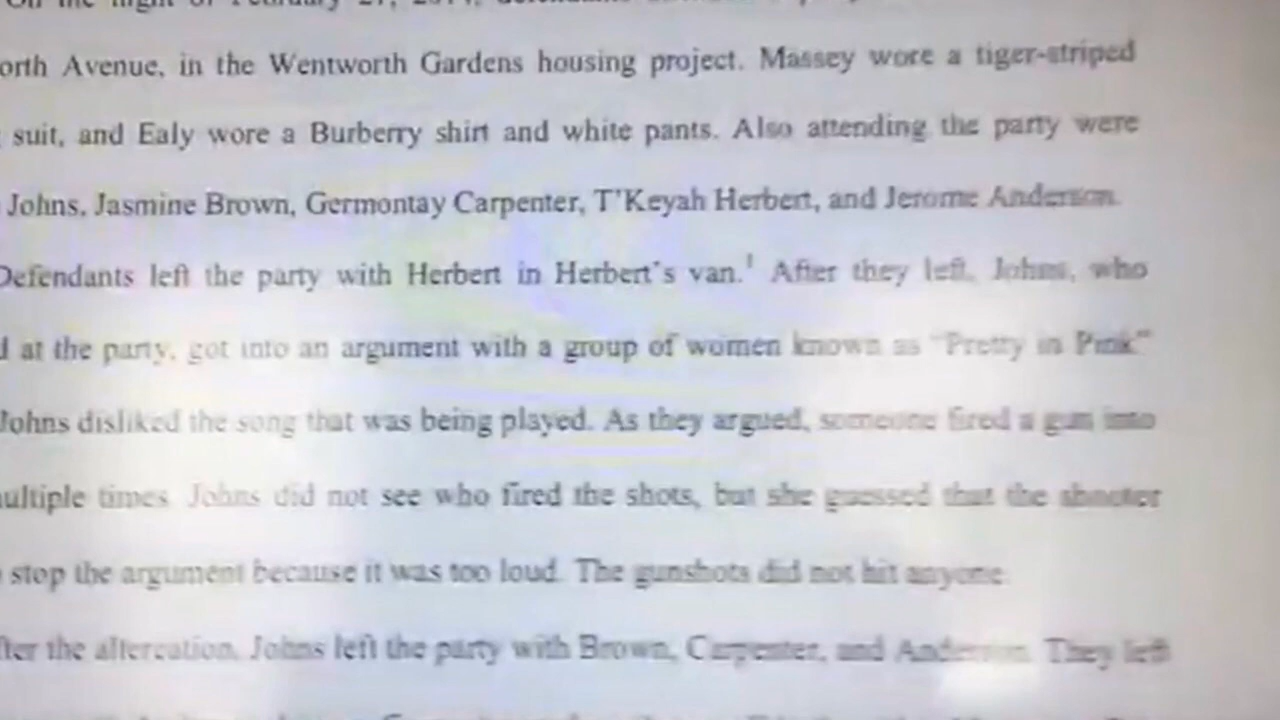 orth Avenue, in the Wentworth Gardens housing project. Massey wore a tiger-striped
suit, and Ealy wore a Burberry shirt and white pants. Also attending the party were
Johns, Jasmine Brown, Germontay Carpenter, T'Keyah Herbert, and Jerome Anderson.
Defendants left the party with Herbert in Herbert's van.¹ After they left, Johns, who
d at the party, got into an argument with a group of women known as "Pretty in Pink"
Johns disliked the song that was being played. As they argued, someone fired a gun into
ultiple times. Johns did not see who fired the shots, but she guessed that the shooter
stop the argument because it was too loud. The gunshots did not hit anyone.
fter the altercation, Johns left the party with Brown, Carpenter, and Anderson. They left